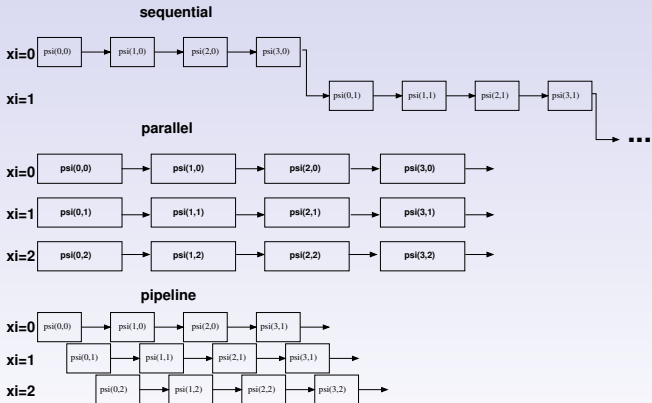 sequential
xi=0 psi(0,0) psi(1,0) psi(2,0) psi(3,0)
xi=1 psi(0,1) psi(1,1) psi(2,1) psi(3,1)
...
parallel
xi=0 psi(0,0) psi(1,0) psi(2,0) psi(3,0)
xi=1 psi(0,1) psi(1,1) psi(2,1) psi(3,1)
xi=2 psi(0,2) psi(1,2) psi(2,2) psi(3,2)
pipeline
xi=0 psi(0,0) psi(1,0) psi(2,0) psi(3,1)
xi=1 psi(0,1) psi(1,1) psi(2,1) psi(3,1)
xi=2 psi(0,2) psi(1,2) psi(2,2) psi(3,2)